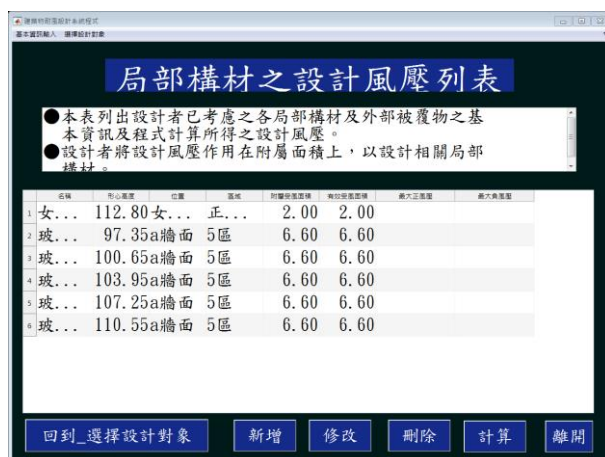 建築物耐風設計系統程式
基本資訊輸入 選擇設計對象
局部構材之設計風壓列表
●本表列出設計者已考慮之各局部構材及外部被覆物之基
本資訊及程式計算所得之設計風壓。
●設計者將設計風壓作用在附屬面積上，以設計相關局部
構材。
名稱 形心高度 位置 區域 附屬受風面積 有效受風面積 最大正風壓 最大負風壓
1 女... 112.80 女... 正... 2.00 2.00
2 玻... 97.35 a牆面 5區 6.60 6.60
3 玻... 100.65 a牆面 5區 6.60 6.60
4 玻... 103.95 a牆面 5區 6.60 6.60
5 玻... 107.25 a牆面 5區 6.60 6.60
6 玻... 110.55 a牆面 5區 6.60 6.60
回到_選擇設計對象 新增 修改 刪除 計算 離開